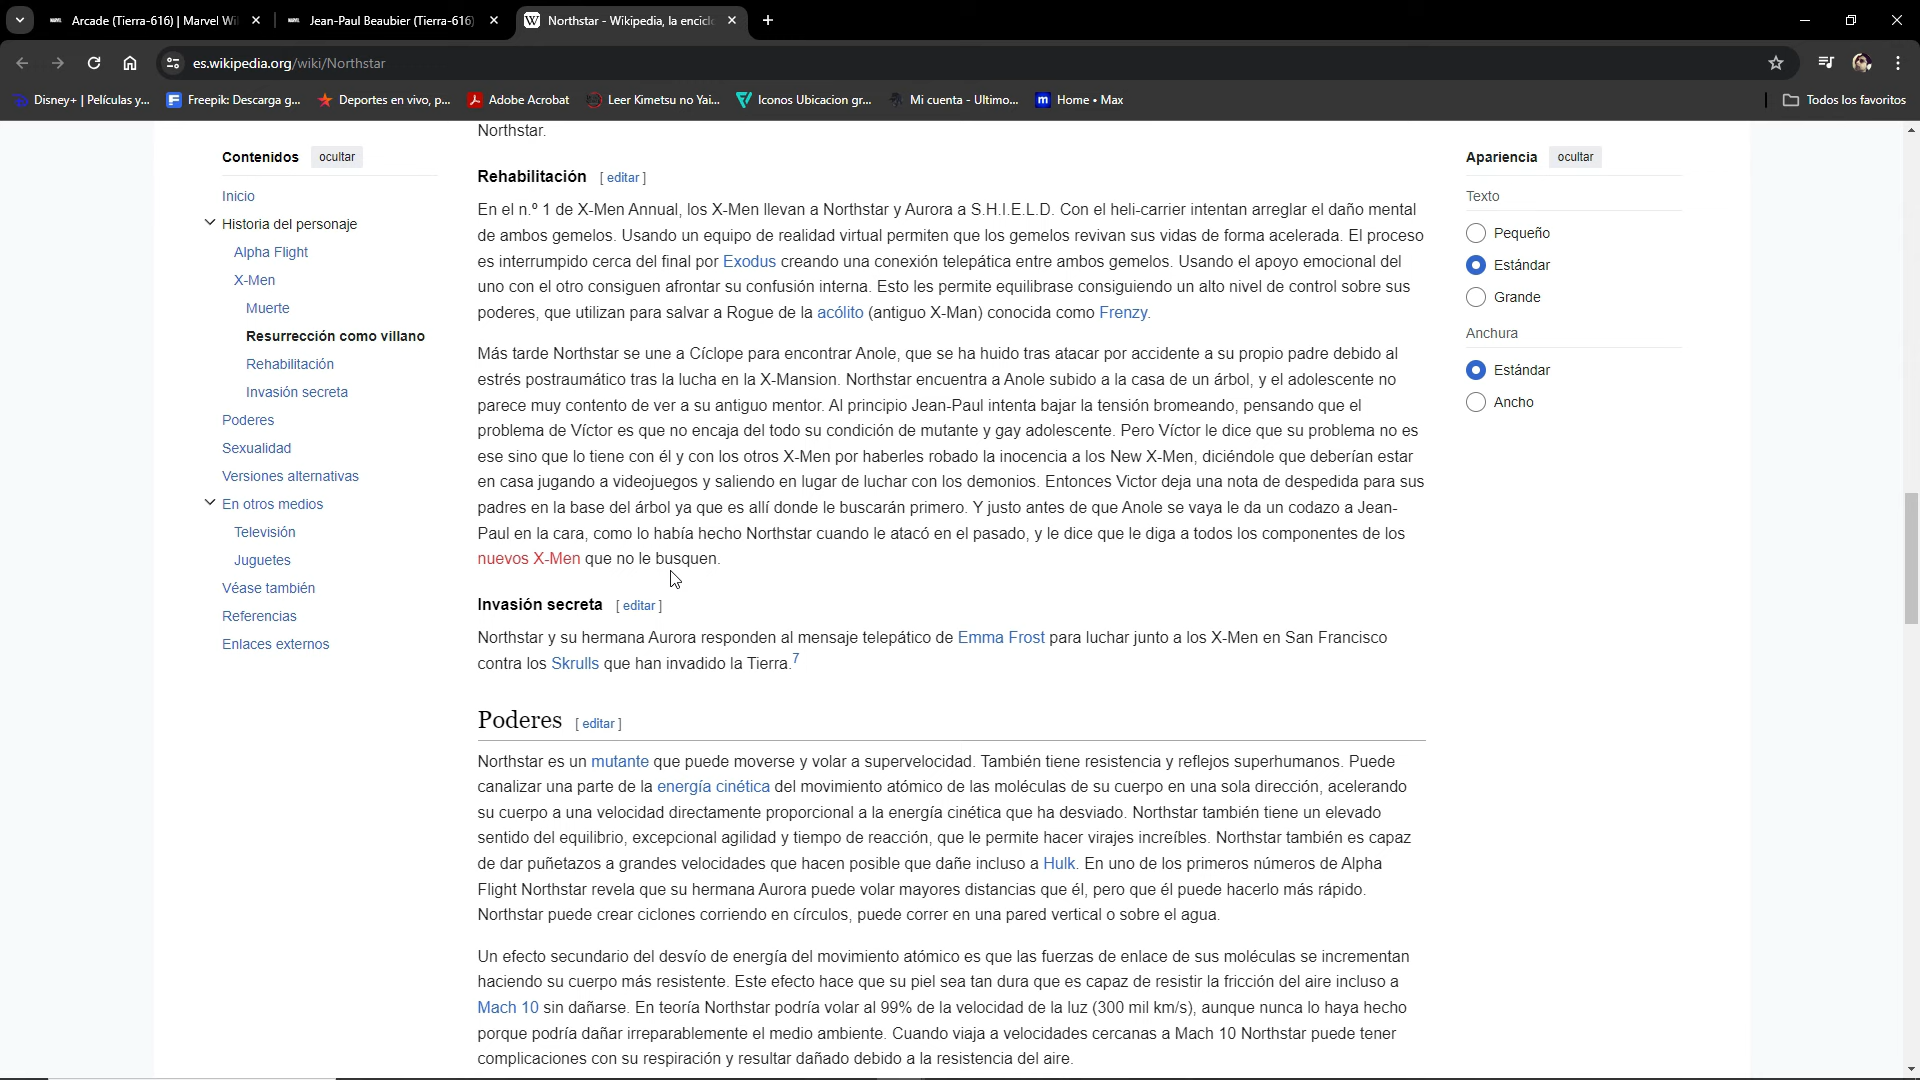 Arcade (Tierra-616) | Marvel Wi
Jean-Paul Beaubier (Tierra-616)
Northstar - Wikipedia, la encicl
es.wikipedia.org/wiki/Northstar
Disney+ | Películas y...
Freepik: Descarga g...
Deportes en vivo, p...
Adobe Acrobat
Leer Kimetsu no Yai...
Iconos Ubicacion gr...
Mi cuenta - Ultimo...
Home • Max
Todos los favoritos
Contenidos ocultar
Inicio
Historia del personaje
Alpha Flight
X-Men
Muerte
Resurrección como villano
Rehabilitación
Invasión secreta
Poderes
Sexualidad
Versiones alternativas
En otros medios
Televisión
Juguetes
Véase también
Referencias
Enlaces externos
Northstar.
Rehabilitación [ editar ]
En el n.º 1 de X-Men Annual, los X-Men llevan a Northstar y Aurora a S.H.I.E.L.D. Con el heli-carrier intentan arreglar el daño mental
de ambos gemelos. Usando un equipo de realidad virtual permiten que los gemelos revivan sus vidas de forma acelerada. El proceso
es interrumpido cerca del final por Exodus creando una conexión telepática entre ambos gemelos. Usando el apoyo emocional del
uno con el otro consiguen afrontar su confusión interna. Esto les permite equilibrase consiguiendo un alto nivel de control sobre sus
poderes, que utilizan para salvar a Rogue de la acólito (antiguo X-Man) conocida como Frenzy.
Más tarde Northstar se une a Cíclope para encontrar Anole, que se ha huido tras atacar por accidente a su propio padre debido al
estrés postraumático tras la lucha en la X-Mansion. Northstar encuentra a Anole subido a la casa de un árbol, y el adolescente no
parece muy contento de ver a su antiguo mentor. Al principio Jean-Paul intenta bajar la tensión bromeando, pensando que el
problema de Víctor es que no encaja del todo su condición de mutante y gay adolescente. Pero Víctor le dice que su problema no es
ese sino que lo tiene con él y con los otros X-Men por haberles robado la inocencia a los New X-Men, diciéndole que deberían estar
en casa jugando a videojuegos y saliendo en lugar de luchar con los demonios. Entonces Victor deja una nota de despedida para sus
padres en la base del árbol ya que es allí donde le buscarán primero. Y justo antes de que Anole se vaya le da un codazo a Jean-
Paul en la cara, como lo había hecho Northstar cuando le atacó en el pasado, y le dice que le diga a todos los componentes de los
nuevos X-Men que no le busquen.
Invasión secreta [ editar ]
Northstar y su hermana Aurora responden al mensaje telepático de Emma Frost para luchar junto a los X-Men en San Francisco
contra los Skrulls que han invadido la Tierra.7
Poderes [ editar ]
Northstar es un mutante que puede moverse y volar a supervelocidad. También tiene resistencia y reflejos superhumanos. Puede
canalizar una parte de la energía cinética del movimiento atómico de las moléculas de su cuerpo en una sola dirección, acelerando
su cuerpo a una velocidad directamente proporcional a la energía cinética que ha desviado. Northstar también tiene un elevado
sentido del equilibrio, excepcional agilidad y tiempo de reacción, que le permite hacer virajes increíbles. Northstar también es capaz
de dar puñetazos a grandes velocidades que hacen posible que dañe incluso a Hulk. En uno de los primeros números de Alpha
Flight Northstar revela que su hermana Aurora puede volar mayores distancias que él, pero que él puede hacerlo más rápido.
Northstar puede crear ciclones corriendo en círculos, puede correr en una pared vertical o sobre el agua.
Un efecto secundario del desvío de energía del movimiento atómico es que las fuerzas de enlace de sus moléculas se incrementan
haciendo su cuerpo más resistente. Este efecto hace que su piel sea tan dura que es capaz de resistir la fricción del aire incluso a
Mach 10 sin dañarse. En teoría Northstar podría volar al 99% de la velocidad de la luz (300 mil km/s), aunque nunca lo haya hecho
porque podría dañar irreparablemente el medio ambiente. Cuando viaja a velocidades cercanas a Mach 10 Northstar puede tener
complicaciones con su respiración y resultar dañado debido a la resistencia del aire.
Apariencia ocultar
Texto
Pequeño
Estándar
Grande
Anchura
Estándar
Ancho